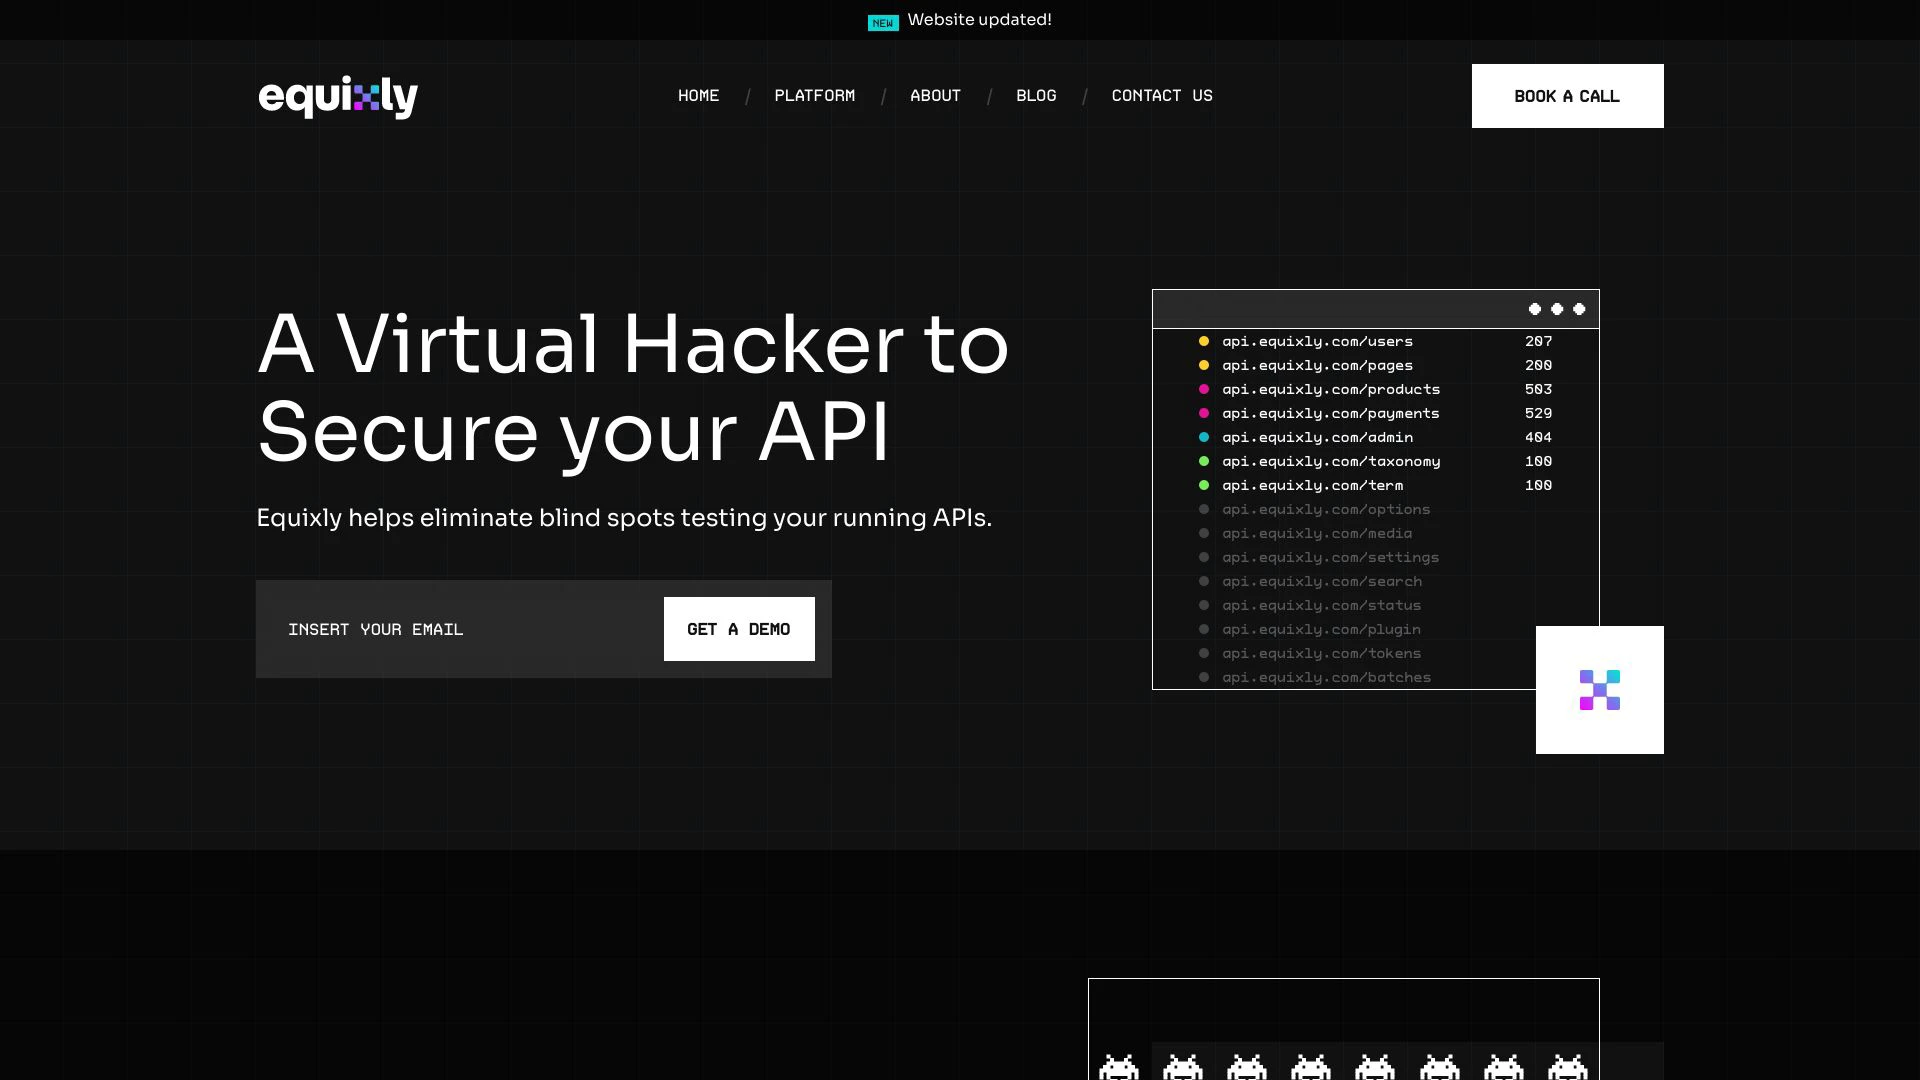 NEW Website updated!
equixly
HOME / PLATFORM / ABOUT / BLOG / CONTACT US
BOOK A CALL
A Virtual Hacker to
Secure your API
Equixly helps eliminate blind spots testing your running APIs.
INSERT YOUR EMAIL
GET A DEMO
api.equixly.com/users 207
api.equixly.com/pages 200
api.equixly.com/products 503
api.equixly.com/payments 529
api.equixly.com/admin 404
api.equixly.com/taxonomy 100
api.equixly.com/term 100
api.equixly.com/options
api.equixly.com/media
api.equixly.com/settings
api.equixly.com/search
api.equixly.com/status
api.equixly.com/plugin
api.equixly.com/tokens
api.equixly.com/batches